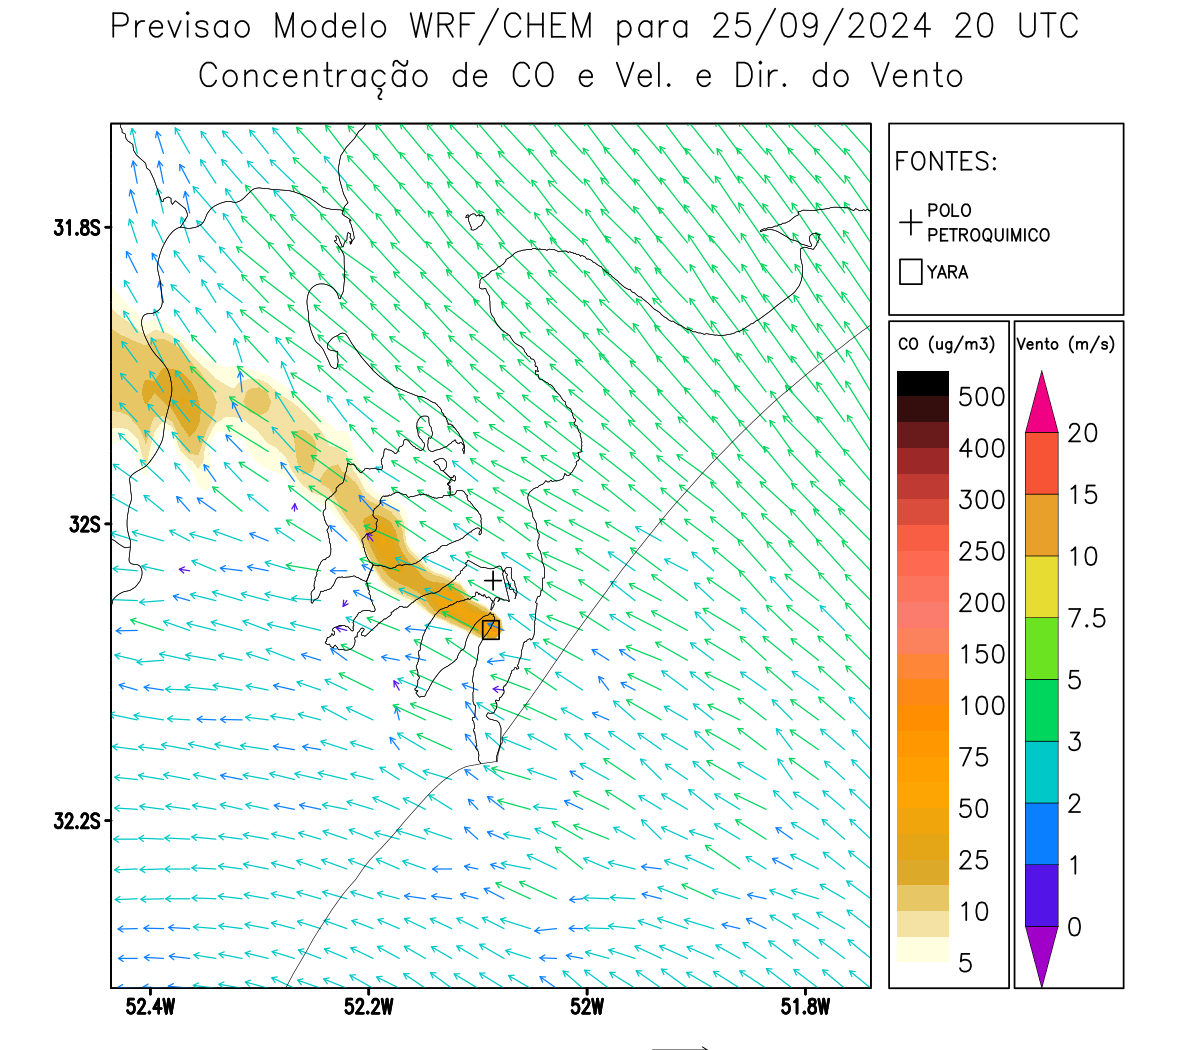 Previsao Modelo WRF/CHEM para 25/09/2024 20 UTC
Concentração de CO e Vel. e Dir. do Vento
FONTES:
POLO
PETROQUIMICO
YARA
CO (ug/m3)
500
400
300
250
200
150
100
75
50
25
10
5
Vento (m/s)
20
15
10
7.5
5
3
2
1
0
31.8S
32S
32.2S
52.4W
52.2W
52W
51.8W